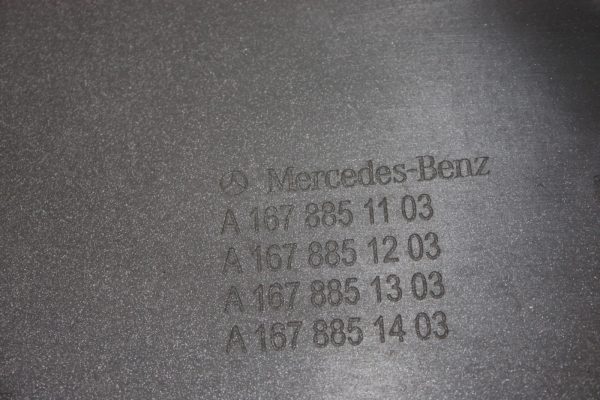 Mercedes-Benz
A 167 885 11 03
A 167 885 12 03
A 167 885 13 03
A 167 885 14 03